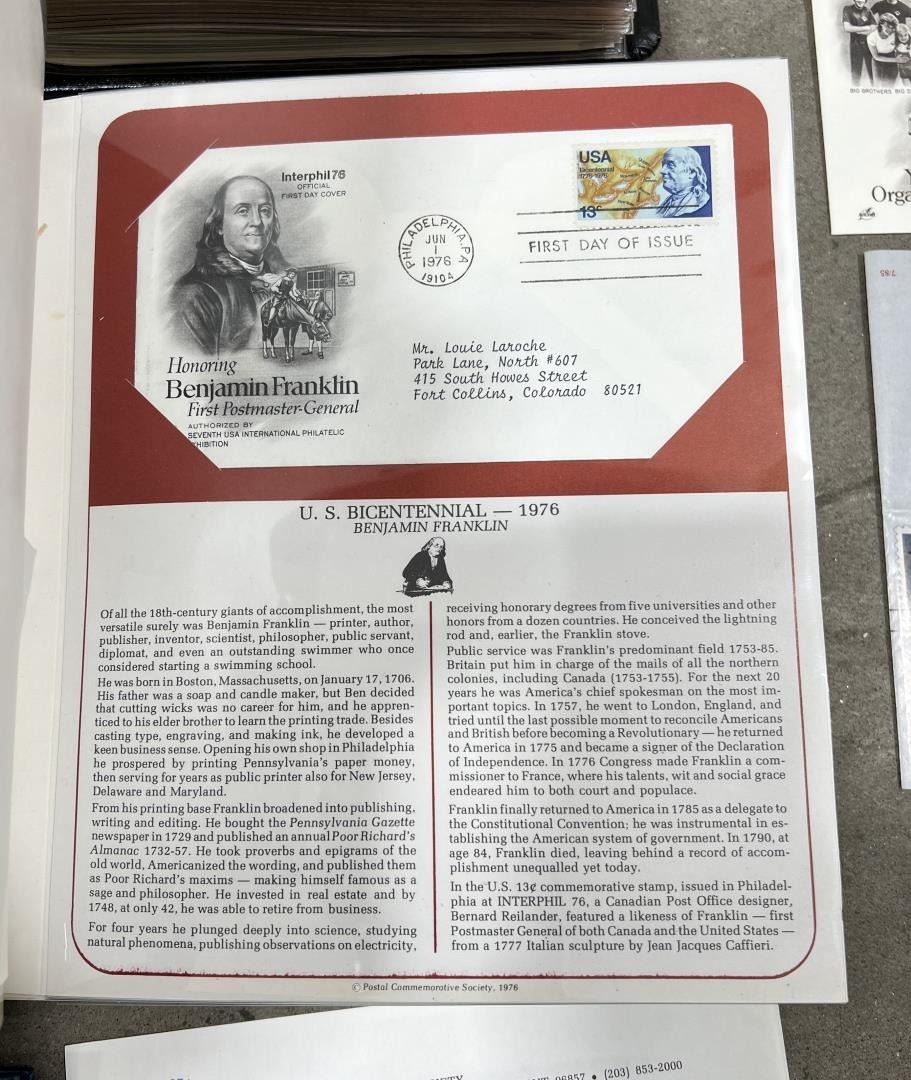 Interphil76
OFFICIAL
FIRST DAY COVER
USA
Bicentennial
1776-1976
13c
PHILADELPHIA, PA
JUN
1
1976
19104
FIRST DAY OF ISSUE
Honoring
Benjamin Franklin
First Postmaster-General
AUTHORIZED BY
SEVENTH USA INTERNATIONAL PHILATELIC
HIBITION
Mr. Louie Laroche
Park Lane, North #607
415 South Howes Street
Fort Collins, Colorado 80521
U. S. BICENTENNIAL — 1976
BENJAMIN FRANKLIN
Of all the 18th-century giants of accomplishment, the most
versatile surely was Benjamin Franklin — printer, author,
publisher, inventor, scientist, philosopher, public servant,
diplomat, and even an outstanding swimmer who once
considered starting a swimming school.
He was born in Boston, Massachusetts, on January 17, 1706.
His father was a soap and candle maker, but Ben decided
that cutting wicks was no career for him, and he appren-
ticed to his elder brother to learn the printing trade. Besides
casting type, engraving, and making ink, he developed a
keen business sense. Opening his own shop in Philadelphia
he prospered by printing Pennsylvania's paper money,
then serving for years as public printer also for New Jersey,
Delaware and Maryland.
From his printing base Franklin broadened into publishing,
writing and editing. He bought the Pennsylvania Gazette
newspaper in 1729 and published an annual Poor Richard's
Almanac 1732-57. He took proverbs and epigrams of the
old world, Americanized the wording, and published them
as Poor Richard's maxims — making himself famous as a
sage and philosopher. He invested in real estate and by
1748, at only 42, he was able to retire from business.
For four years he plunged deeply into science, studying
natural phenomena, publishing observations on electricity,
receiving honorary degrees from five universities and other
honors from a dozen countries. He conceived the lightning
rod and, earlier, the Franklin stove.
Public service was Franklin's predominant field 1753-85.
Britain put him in charge of the mails of all the northern
colonies, including Canada (1753-1755). For the next 20
years he was America's chief spokesman on the most im-
portant topics. In 1757, he went to London, England, and
tried until the last possible moment to reconcile Americans
and British before becoming a Revolutionary — he returned
to America in 1775 and became a signer of the Declaration
of Independence. In 1776 Congress made Franklin a com-
missioner to France, where his talents, wit and social grace
endeared him to both court and populace.
Franklin finally returned to America in 1785 as a delegate to
the Constitutional Convention; he was instrumental in es-
tablishing the American system of government. In 1790, at
age 84, Franklin died, leaving behind a record of accom-
plishment unequalled yet today.
In the U.S. 13¢ commemorative stamp, issued in Philadel-
phia at INTERPHIL 76, a Canadian Post Office designer,
Bernard Reilander, featured a likeness of Franklin — first
Postmaster General of both Canada and the United States —
from a 1777 Italian sculpture by Jean Jacques Caffieri.
© Postal Commemorative Society, 1976
BIG BROTHERS BIG S
Orga
7/85
06857 • (203) 853-2000